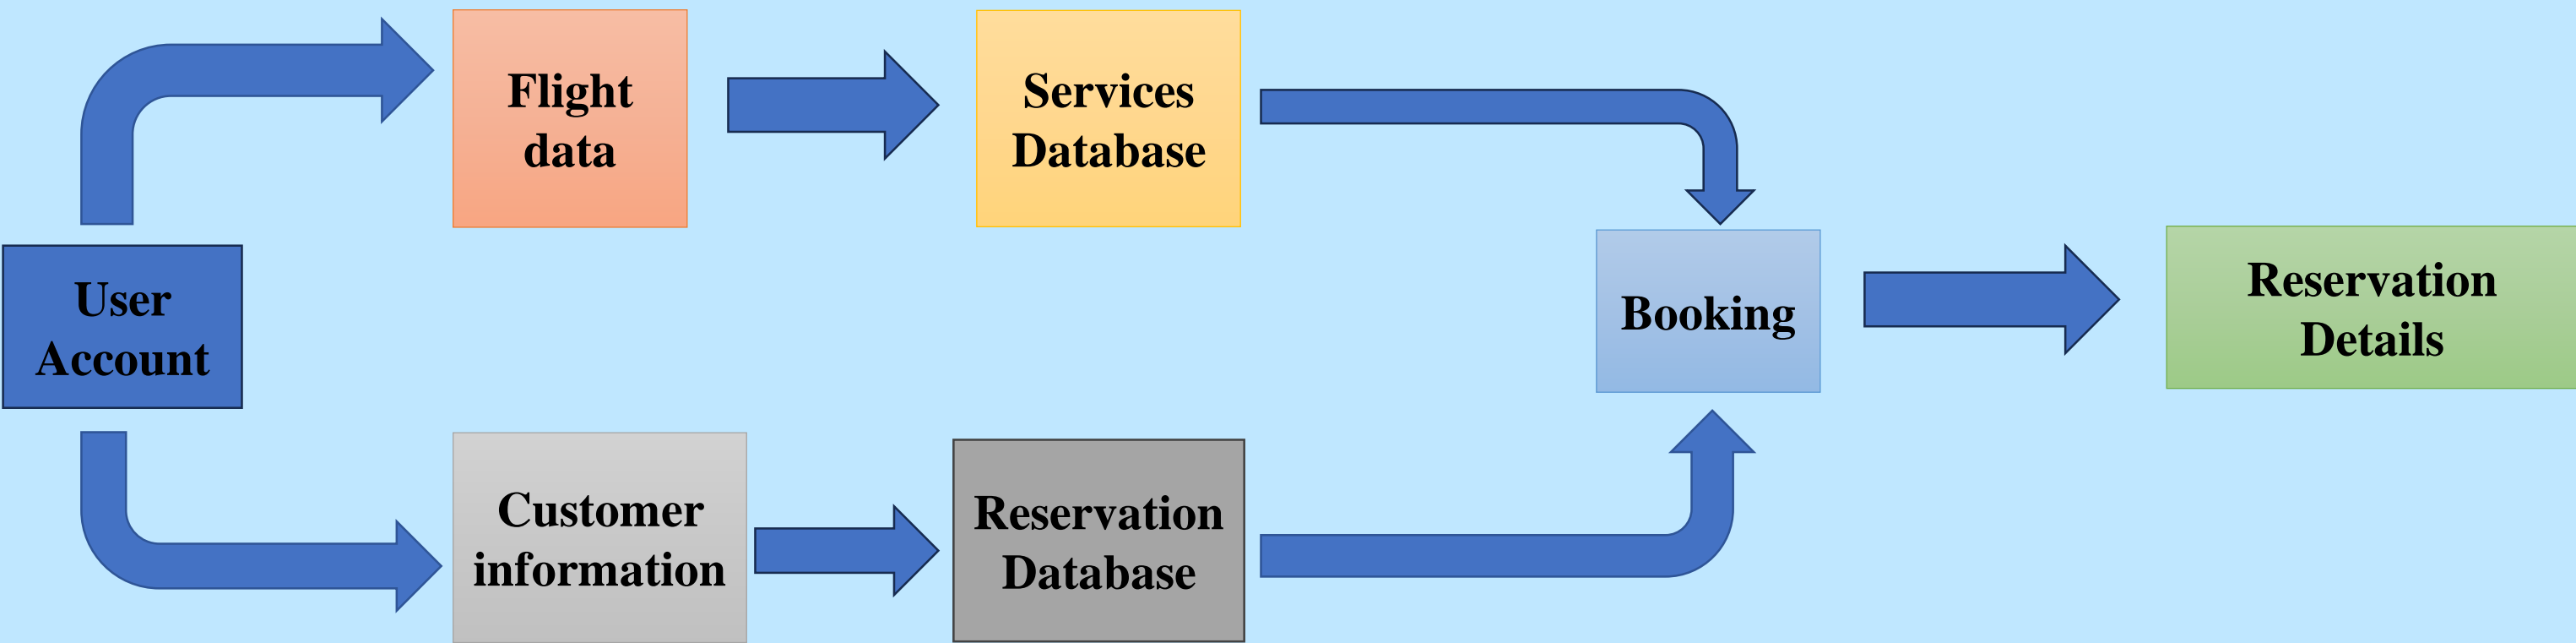 Flight
data
Services
Database
User
Account
Booking
Reservation
Details
Customer
information
Reservation
Database